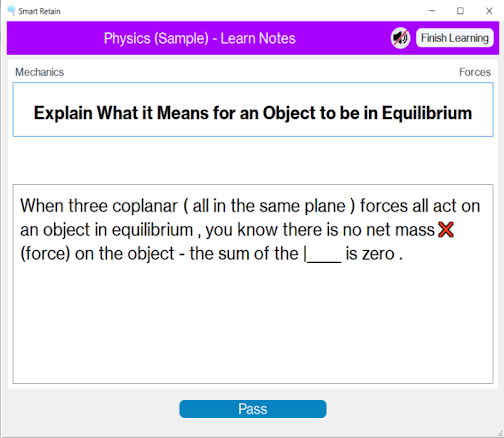 Smart Retain
Physics (Sample) - Learn Notes
Finish Learning
Mechanics
Forces
Explain What it Means for an Object to be in Equilibrium
When three coplanar ( all in the same plane ) forces all act on
an object in equilibrium , you know there is no net mass❌
(force) on the object - the sum of the |____ is zero .
Pass